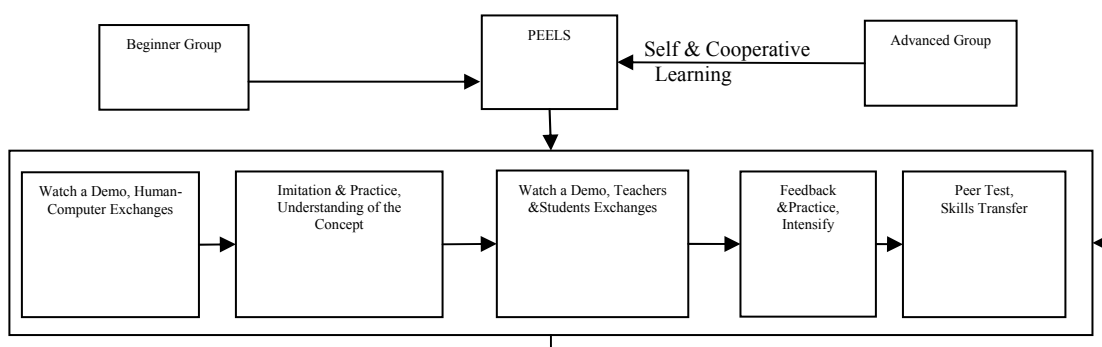 Beginner Group
PEELS
Self & Cooperative
Learning
Advanced Group
Watch a Demo, Human-
Computer Exchanges
Imitation & Practice,
Understanding of the
Concept
Watch a Demo, Teachers
&Students Exchanges
Feedback
&Practice,
Intensify
Peer Test,
Skills Transfer